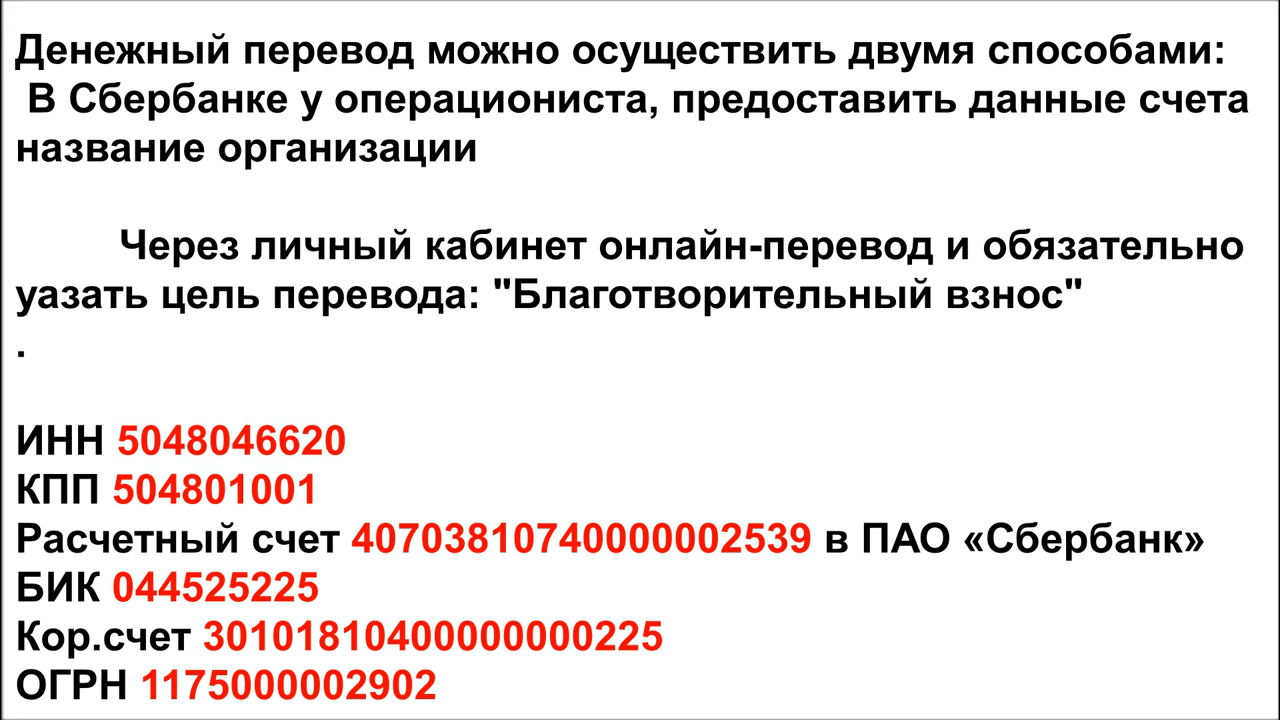 Денежный перевод можно осуществить двумя способами:
В Сбербанке у операциониста, предоставить данные счета
название организации
Через личный кабинет онлайн-перевод и обязательно
уазать цель перевода: "Благотворительный взнос"
.
ИНН 5048046620
КПП 504801001
Расчетный счет 40703810740000002539 в ПАО «Сбербанк»
БИК 044525225
Кор.счет 30101810400000000225
ОГРН 1175000002902